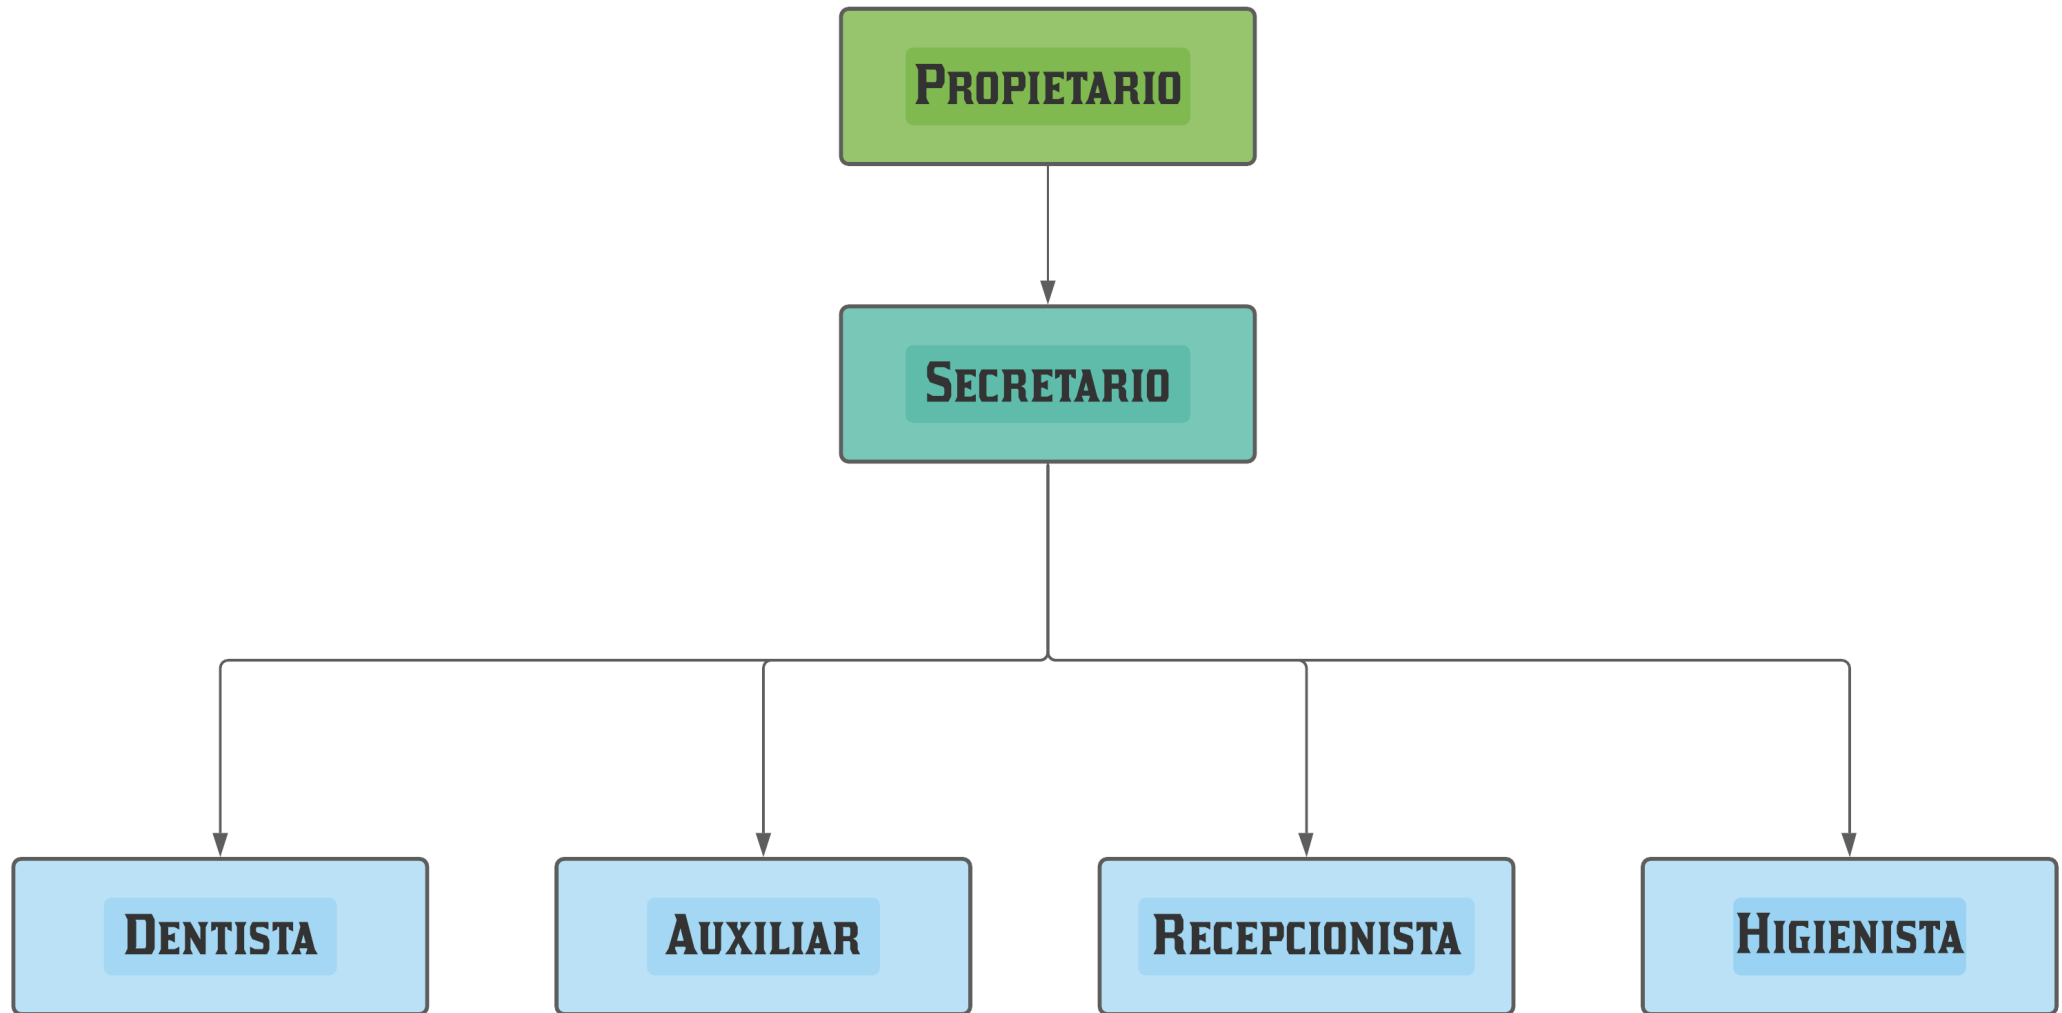 Propietario
Secretario
Dentista
Auxiliar
Recepcionista
Higienista